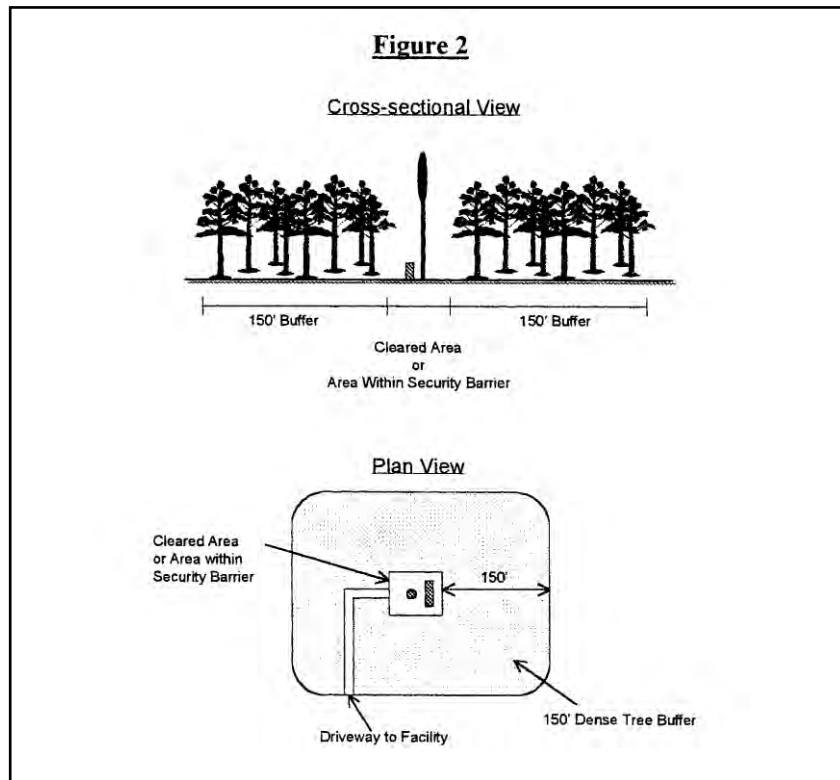 Figure 2
Cross-sectional View
150' Buffer
150' Buffer
Cleared Area
or
Area Within Security Barrier
Plan View
Cleared Area
or Area within
Security Barrier
150'
150' Dense Tree Buffer
Driveway to Facility